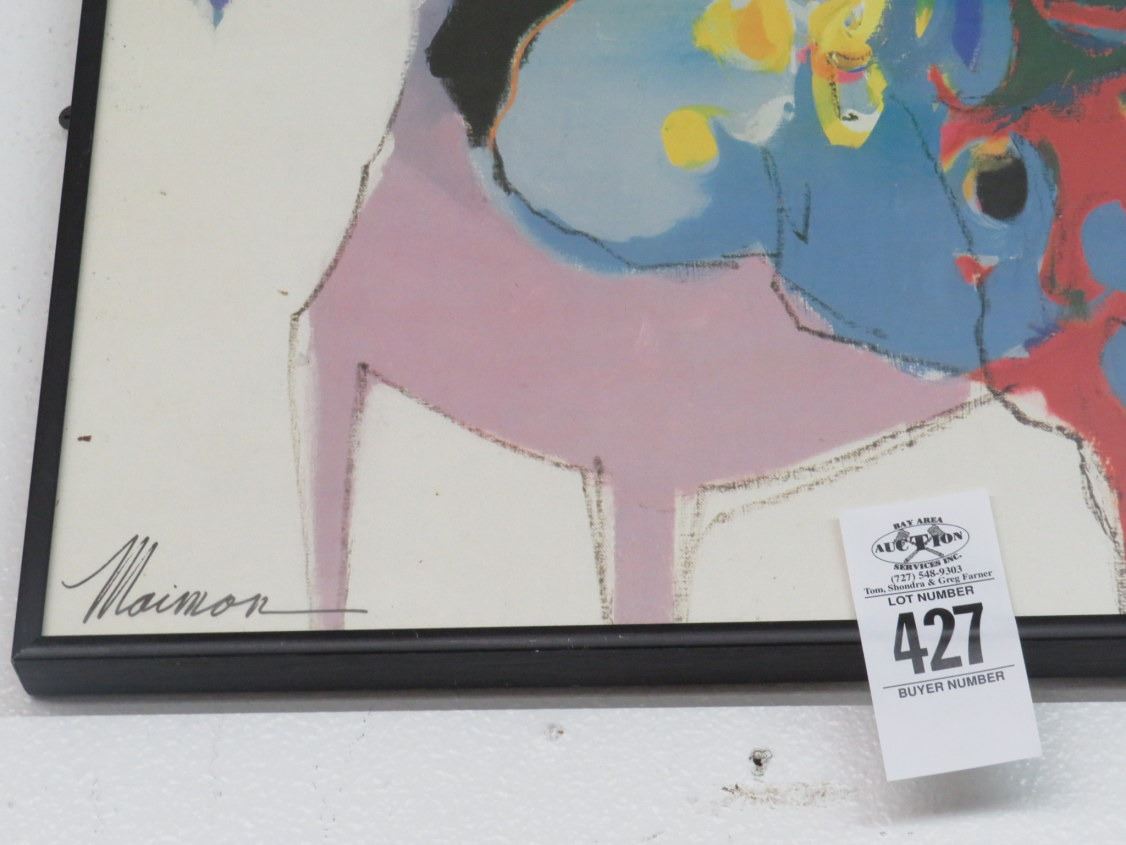 Maimon
BAY AREA
AUCTION
SERVICES INC.
(727) 548-9303
Tom, Shondra & Greg Farner
LOT NUMBER
427
BUYER NUMBER